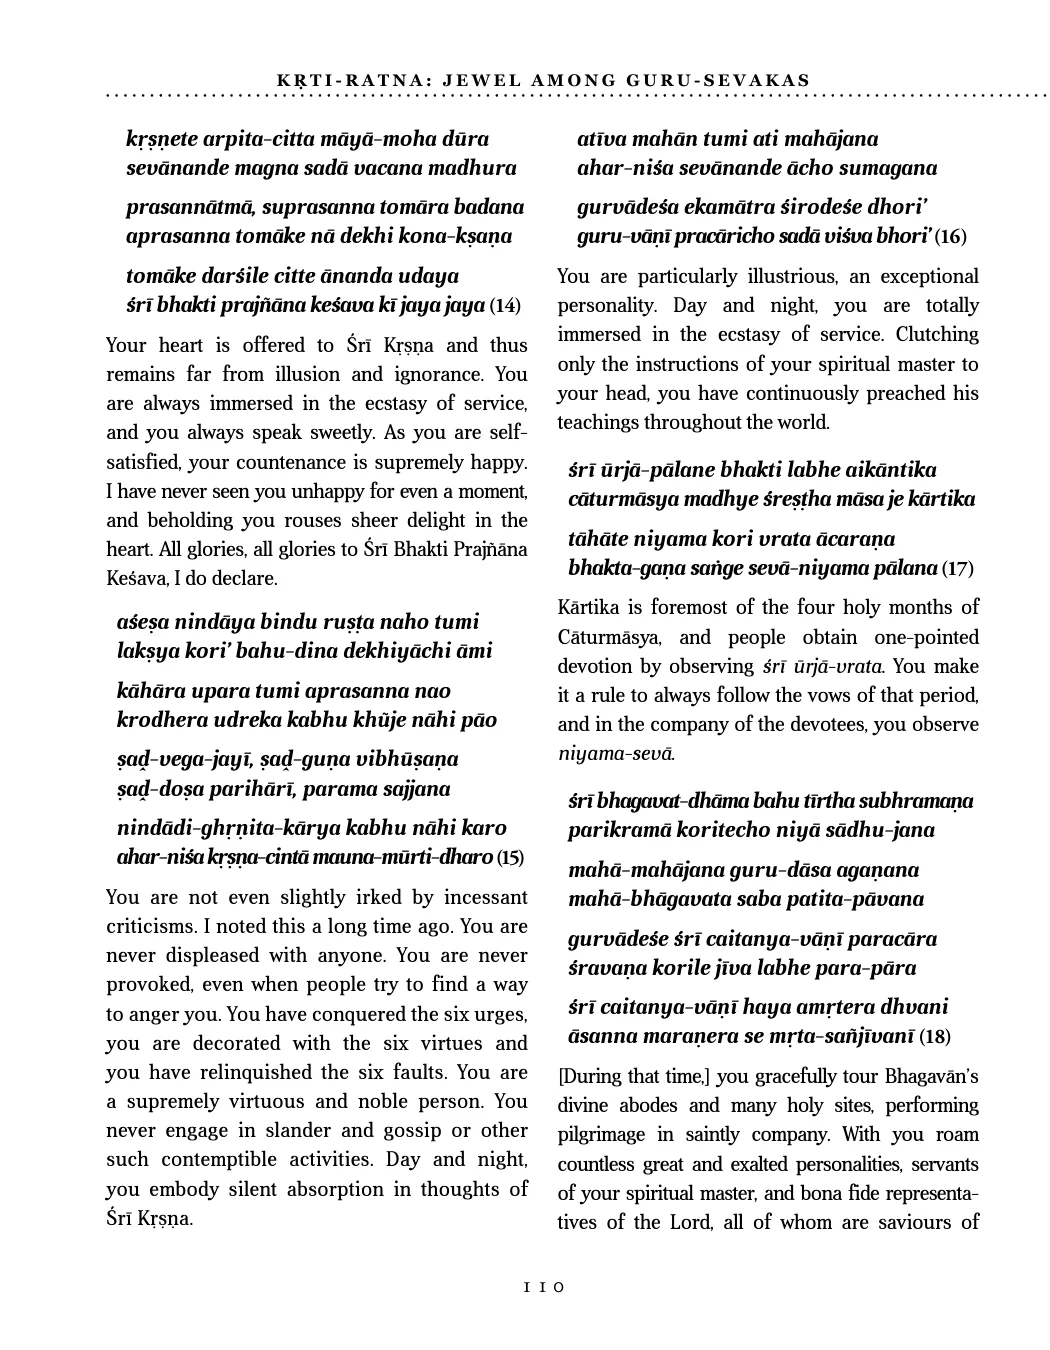 KṚTI-RATNA: JEWEL AMONG GURU-SEVAKAS
kṛṣṇete arpita-citta māyā-moha dūra
sevānande magna sadā vacana madhura
prasannātmā, suprasanna tomāra badana
aprasanna tomāke nā dekhi kona-kṣaṇa
tomāke darśile citte ānanda udaya
śrī bhakti prajñāna keśava kī jaya jaya (14)
Your heart is offered to Śrī Kṛṣṇa and thus
remains far from illusion and ignorance. You
are always immersed in the ecstasy of service,
and you always speak sweetly. As you are self-
satisfied, your countenance is supremely happy.
I have never seen you unhappy for even a moment,
and beholding you rouses sheer delight in the
heart. All glories, all glories to Śrī Bhakti Prajñāna
Keśava, I do declare.
aśeṣa nindāya bindu ruṣṭa naho tumi
lakṣya kori' bahu-dina dekhiyāchi āmi
kāhāra upara tumi aprasanna nao
krodhera udreka kabhu khũje nāhi pāo
ṣaḓ-vega-jayī, ṣaḓ-guṇa vibhūṣaṇa
ṣaḓ-doṣa parihārī, parama sajjana
nindādi-ghṛṇita-kārya kabhu nāhi karo
ahar-niśa kṛṣṇa-cintā mauna-mūrti-dharo (15)
You are not even slightly irked by incessant
criticisms. I noted this a long time ago. You are
never displeased with anyone. You are never
provoked, even when people try to find a way
to anger you. You have conquered the six urges,
you are decorated with the six virtues and
you have relinquished the six faults. You are
a supremely virtuous and noble person. You
never engage in slander and gossip or other
such contemptible activities. Day and night,
you embody silent absorption in thoughts of
Śrī Kṛṣṇa.
atīva mahān tumi ati mahājana
ahar-niśa sevānande ācho sumagana
gurvādeśa ekamātra śirodeśe dhori'
guru-vāṇī pracāricho sadā viśva bhori' (16)
You are particularly illustrious, an exceptional
personality. Day and night, you are totally
immersed in the ecstasy of service. Clutching
only the instructions of your spiritual master to
your head, you have continuously preached his
teachings throughout the world.
śrī ūrjā-pālane bhakti labhe aikāntika
cāturmāsya madhye śreṣṭha māsa je kārtika
tāhāte niyama kori vrata ācaraṇa
bhakta-gaṇa saṅge sevā-niyama pālana (17)
Kārtika is foremost of the four holy months of
Cāturmāsya, and people obtain one-pointed
devotion by observing śrī ūrjā-vrata. You make
it a rule to always follow the vows of that period,
and in the company of the devotees, you observe
niyama-sevā.
śrī bhagavat-dhāma bahu tīrtha subhramaṇa
parikramā koritecho niyā sādhu-jana
mahā-mahājana guru-dāsa agaṇana
mahā-bhāgavata saba patita-pāvana
gurvādeśe śrī caitanya-vāṇī paracāra
śravaṇa korile jīva labhe para-pāra
śrī caitanya-vāṇī haya amṛtera dhvani
āsanna maraṇera se mṛta-sañjīvanī (18)
[During that time,] you gracefully tour Bhagavān's
divine abodes and many holy sites, performing
pilgrimage in saintly company. With you roam
countless great and exalted personalities, servants
of your spiritual master, and bona fide representa-
tives of the Lord, all of whom are saviours of
110